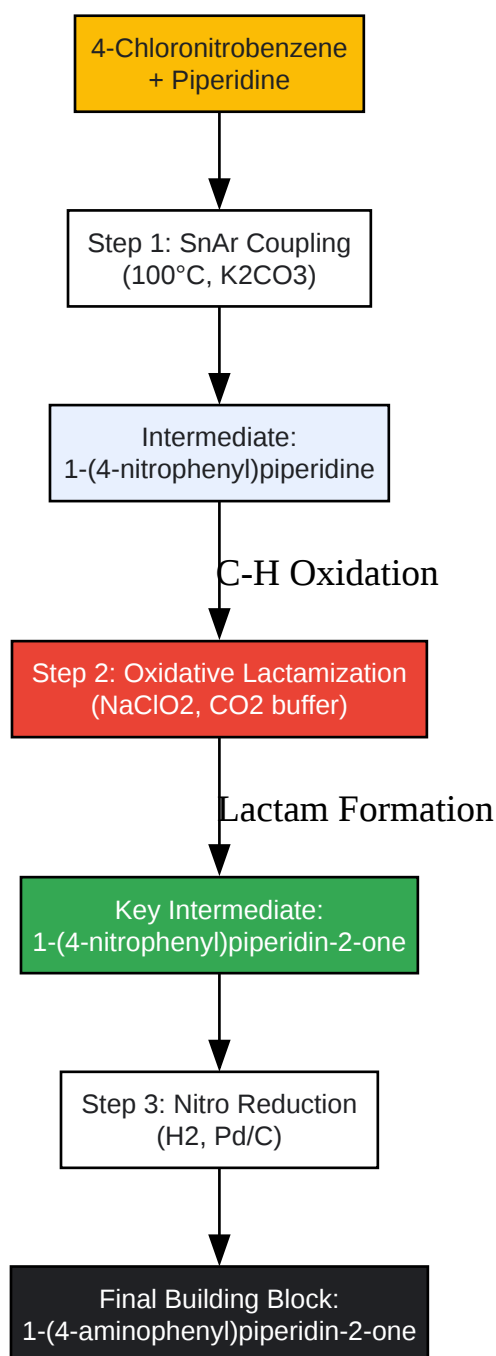 4-Chloronitrobenzene
+ Piperidine
Step 1: SnAr Coupling
(100°C, K2CO3)
Intermediate:
1-(4-nitrophenyl)piperidine
C-H Oxidation
Step 2: Oxidative Lactamization
(NaClO2, CO2 buffer)
Lactam Formation
Key Intermediate:
1-(4-nitrophenyl)piperidin-2-one
Step 3: Nitro Reduction
(H2, Pd/C)
Final Building Block:
1-(4-aminophenyl)piperidin-2-one